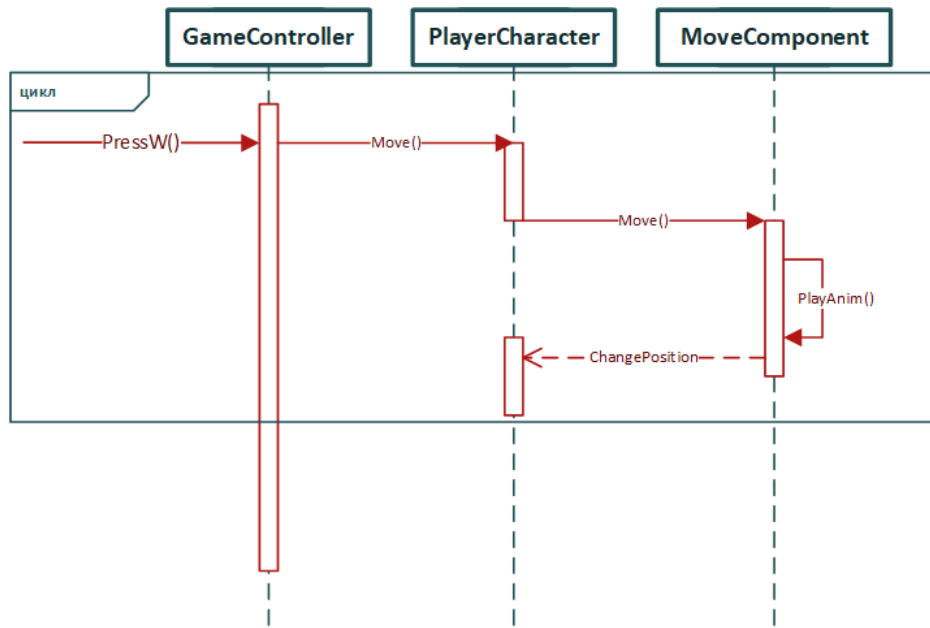 GameController
PlayerCharacter
MoveComponent
цикл
PressW()
Move()
Move()
PlayAnim()
ChangePosition